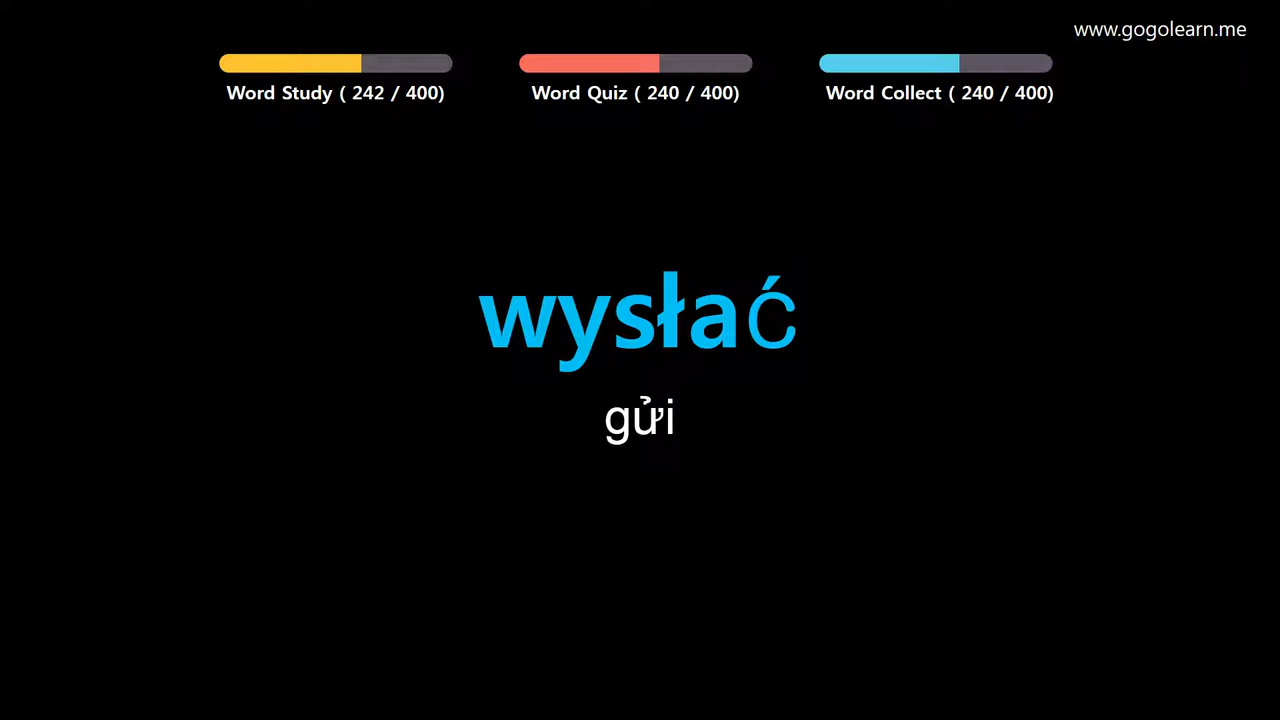 www.gogolearn.me
Word Study ( 242 / 400)
Word Quiz ( 240 / 400)
Word Collect ( 240 / 400)
wysłać
gửi